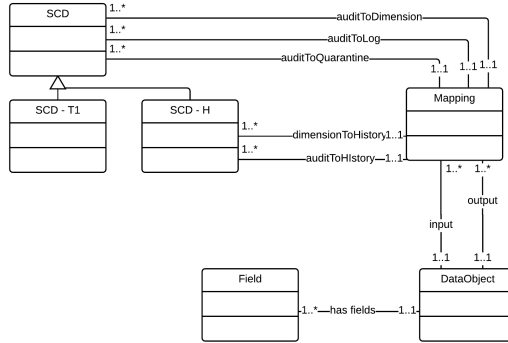 SCD
1..*
auditToDimension
1..*
auditToLog
1..*
auditToQuarantine
1..1
1..1
1..1
SCD - T1
SCD - H
Mapping
1..*
dimensionToHistory
1..1
1..*
auditToHIstory
1..1
1..*
1..*
output
input
1..1
1..1
Field
DataObject
1..*
has fields
1..1